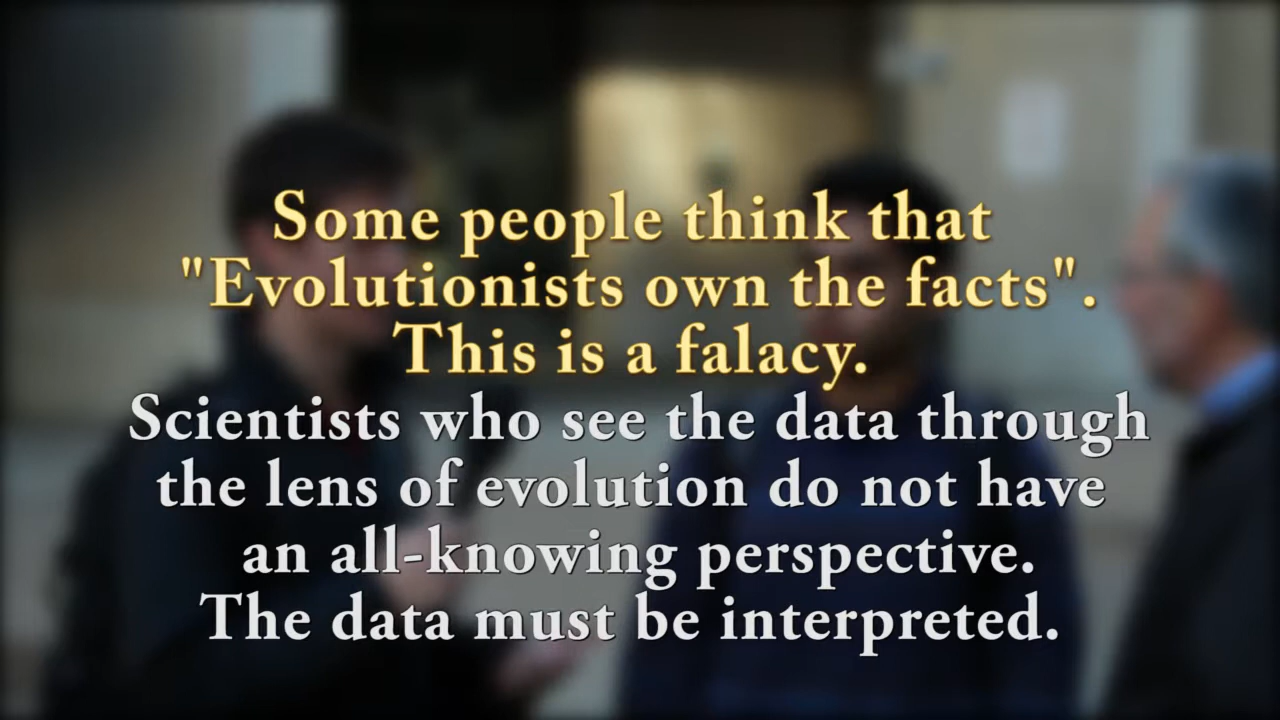 Some people think that
"Evolutionists own the facts".
This is a falacy.
Scientists who see the data through
the lens of evolution do not have
an all-knowing perspective.
The data must be interpreted.